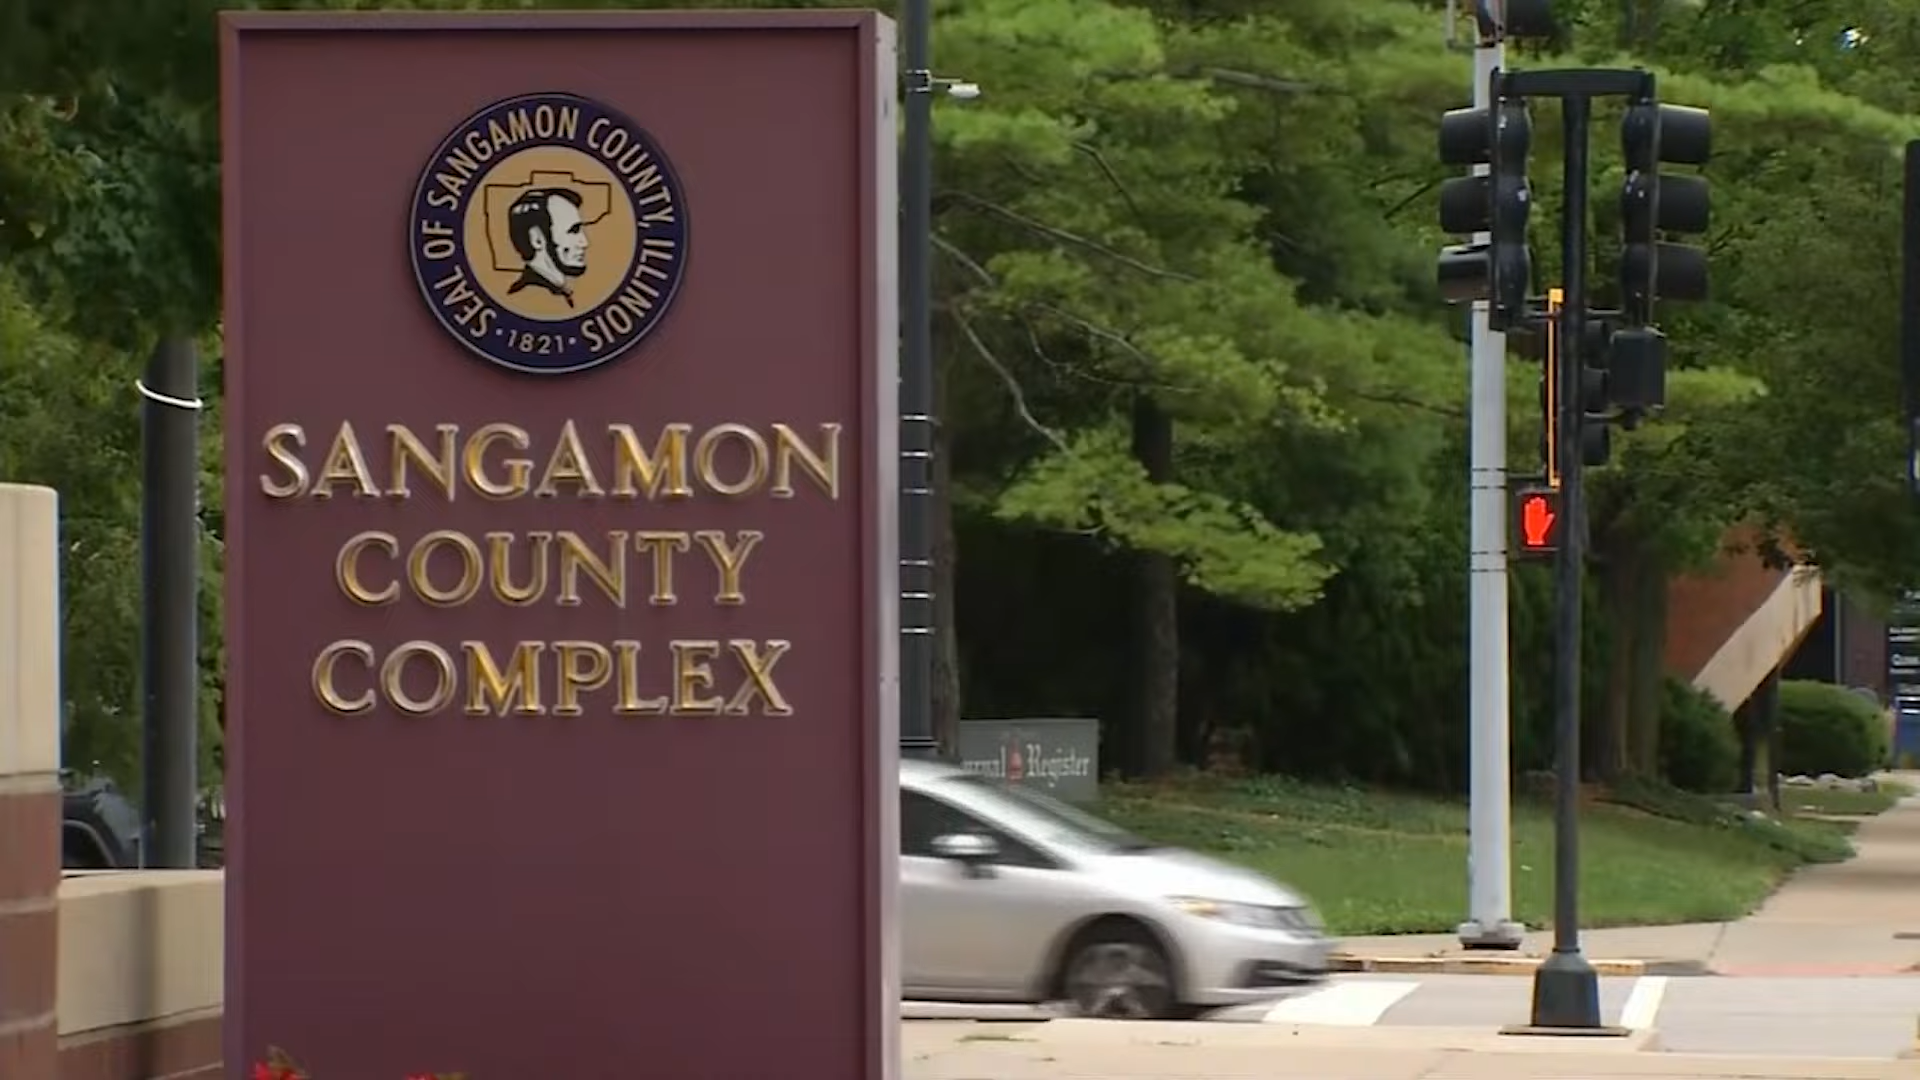 SEAL OF SANGAMON COUNTY, ILLINOIS
·1821·
SANGAMON
COUNTY
COMPLEX
Register